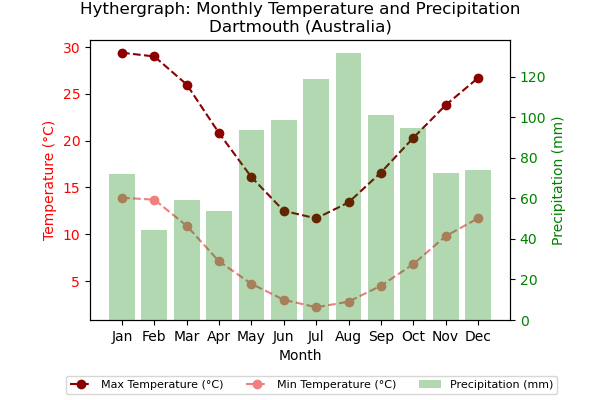 Hythergraph: Monthly Temperature and Precipitation
Dartmouth (Australia)
Temperature (°C)
30
25
20
15
10
5
120
100
80
60
40
20
0
Precipitation (mm)
Jan Feb Mar Apr May Jun Jul Aug Sep Oct Nov Dec
Month
Max Temperature (°C) Min Temperature (°C) Precipitation (mm)